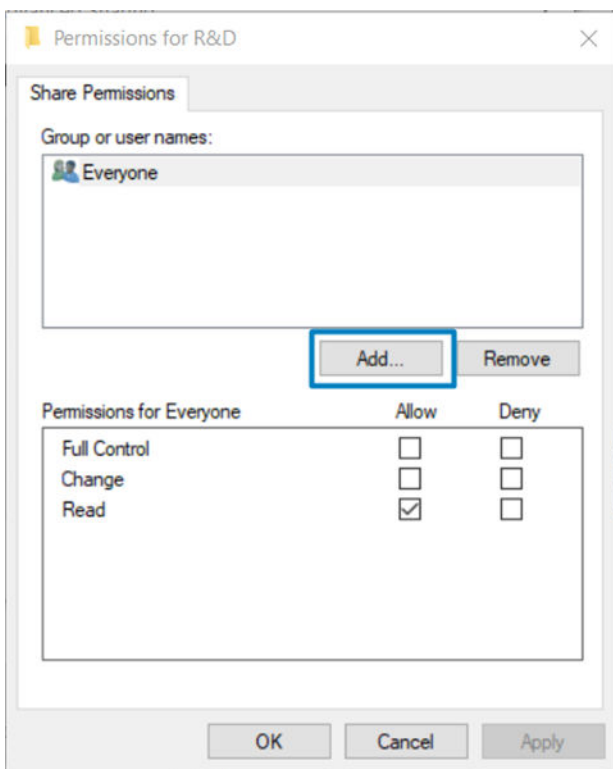 Permissions for R&D
Share Permissions
Group or user names:
Everyone
Add...
Remove
Permissions for Everyone Allow Deny
Full Control
Change
Read
OK Cancel Apply